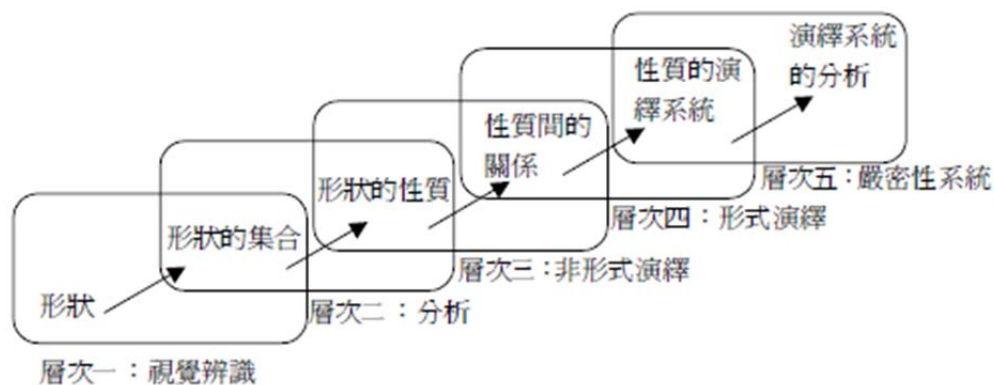 形狀
形狀的集合
形狀的性質
性質間的
關係
性質的演
繹系統
演繹系統
的分析
層次一：視覺辨識
層次二：分析
層次三：非形式演繹
層次四：形式演繹
層次五：嚴密性系統